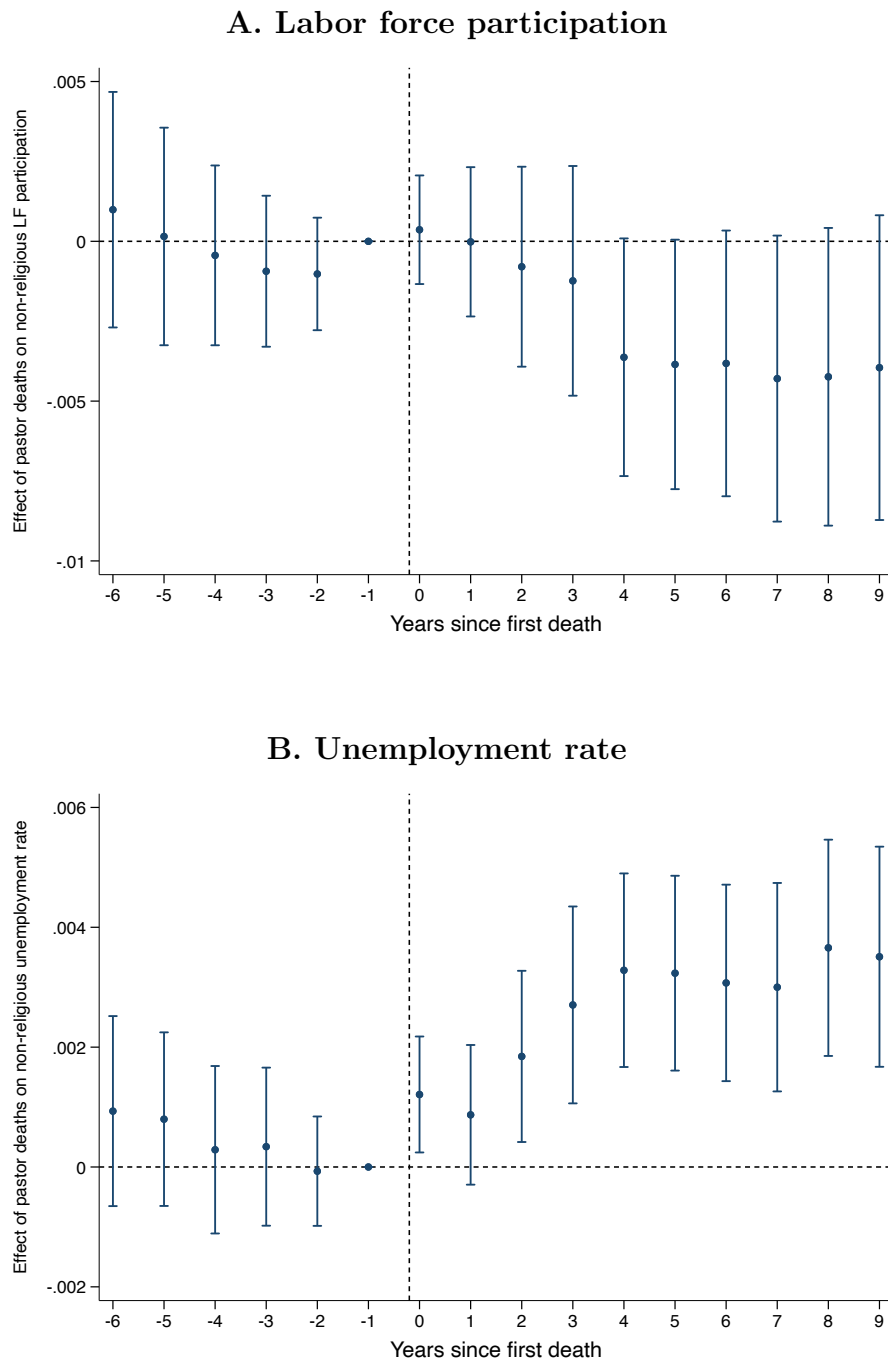 A. Labor force participation
Effect of pastor deaths on non-religious LF participation
.005
0
-.005
-.01
-6 -5 -4 -3 -2 -1 0 1 2 3 4 5 6 7 8 9
Years since first death
B. Unemployment rate
Effect of pastor deaths on non-religious unemployment rate
.006
.004
.002
0
-.002
-6 -5 -4 -3 -2 -1 0 1 2 3 4 5 6 7 8 9
Years since first death